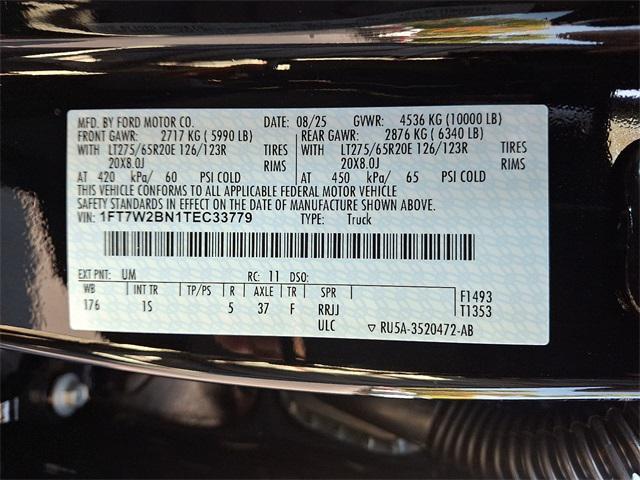 MFD. BY FORD MOTOR CO. DATE: 08/25 GVWR: 4536 KG (10000 LB)
FRONT GAWR: 2717 KG ( 5990 LB) REAR GAWR: 2876 KG ( 6340 LB)
WITH LT275/65R20E 126/123R TIRES WITH LT275/65R20E 126/123R TIRES
20X8.0J RIMS 20X8.0J RIMS
AT 420 kPa/ 60 PSI COLD AT 450 kPa/ 65 PSI COLD
THIS VEHICLE CONFORMS TO ALL APPLICABLE FEDERAL MOTOR VEHICLE
SAFETY STANDARDS IN EFFECT ON THE DATE OF MANUFACTURE SHOWN ABOVE.
VIN: 1FT7W2BN1TEC33779 TYPE: Truck
EXT PNT: UM RC: 11 DSO:
WB INT TR TP/PS R AXLE TR SPR F1493
176 1S 5 37 F RRJJ T1353
ULC ▽ RU5A-3520472-AB